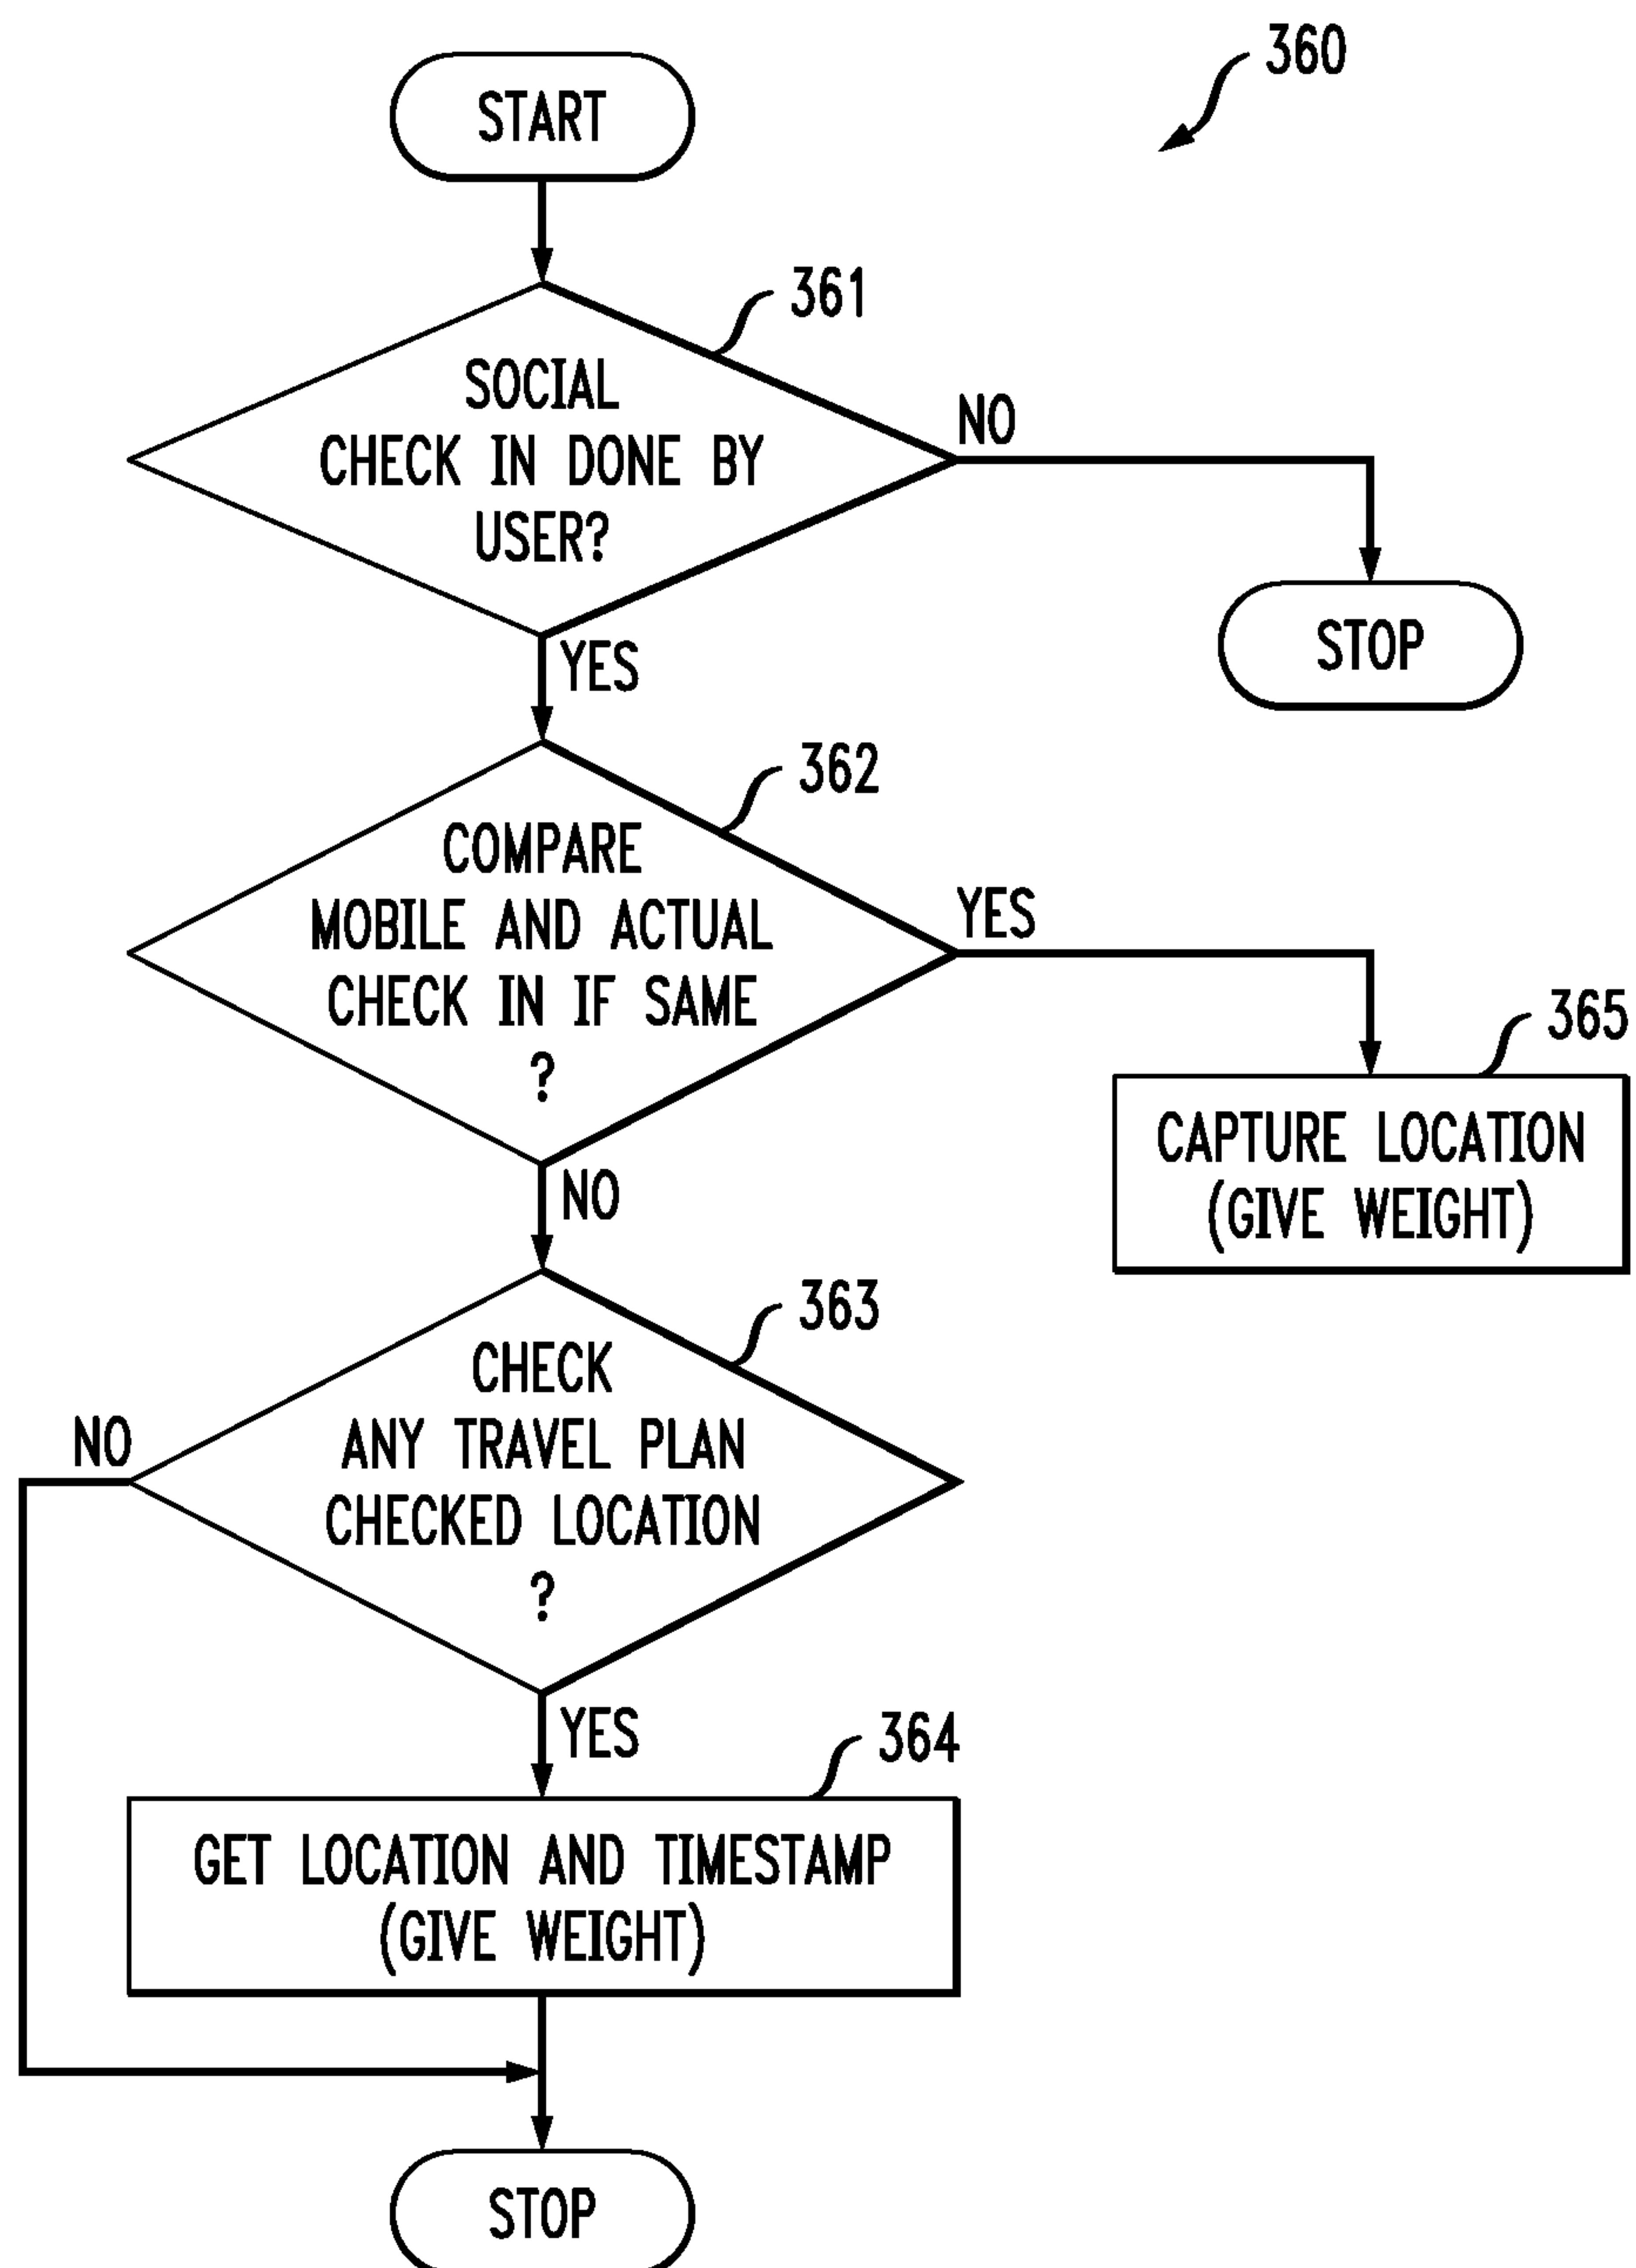 360
START
361
SOCIAL
CHECK IN DONE BY
USER?
NO
STOP
YES
362
COMPARE
MOBILE AND ACTUAL
CHECK IN IF SAME
?
YES
365
CAPTURE LOCATION
(GIVE WEIGHT)
NO
363
CHECK
ANY TRAVEL PLAN
CHECKED LOCATION
?
NO
YES
364
GET LOCATION AND TIMESTAMP
(GIVE WEIGHT)
STOP